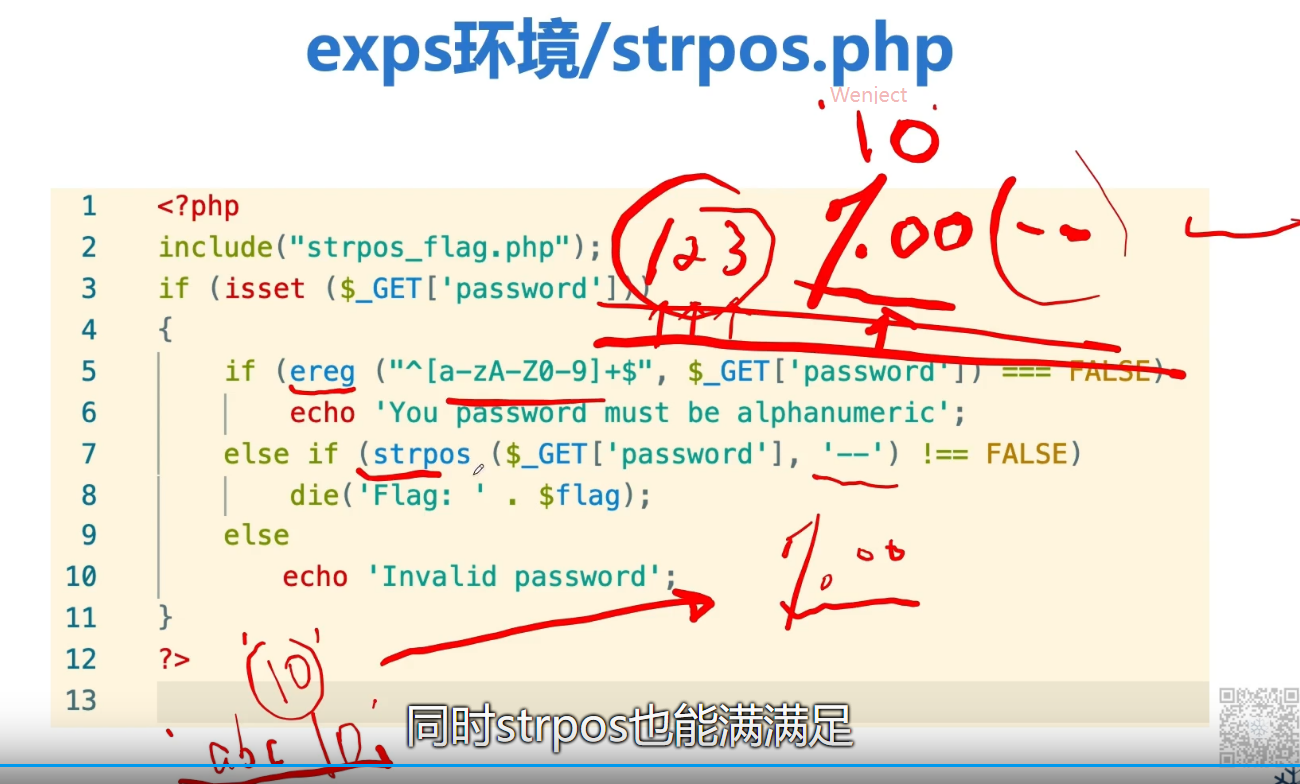 exps环境/strpos.php
Wenject
'10'
123 %00(--)
1 <?php
2 include("strpos_flag.php");
3 if (isset ($_GET['password']))
4 {
5 if (ereg ("^[a-zA-Z0-9]+$", $_GET['password']) === FALSE)
6 echo 'You password must be alphanumeric';
7 else if (strpos ($_GET['password'], '--') !== FALSE)
8 die('Flag: ' . $flag);
9 else
10 echo 'Invalid password';
%00
11 }
12 ?>
13
'\0'
'abc\0'
同时strpos也能满满足